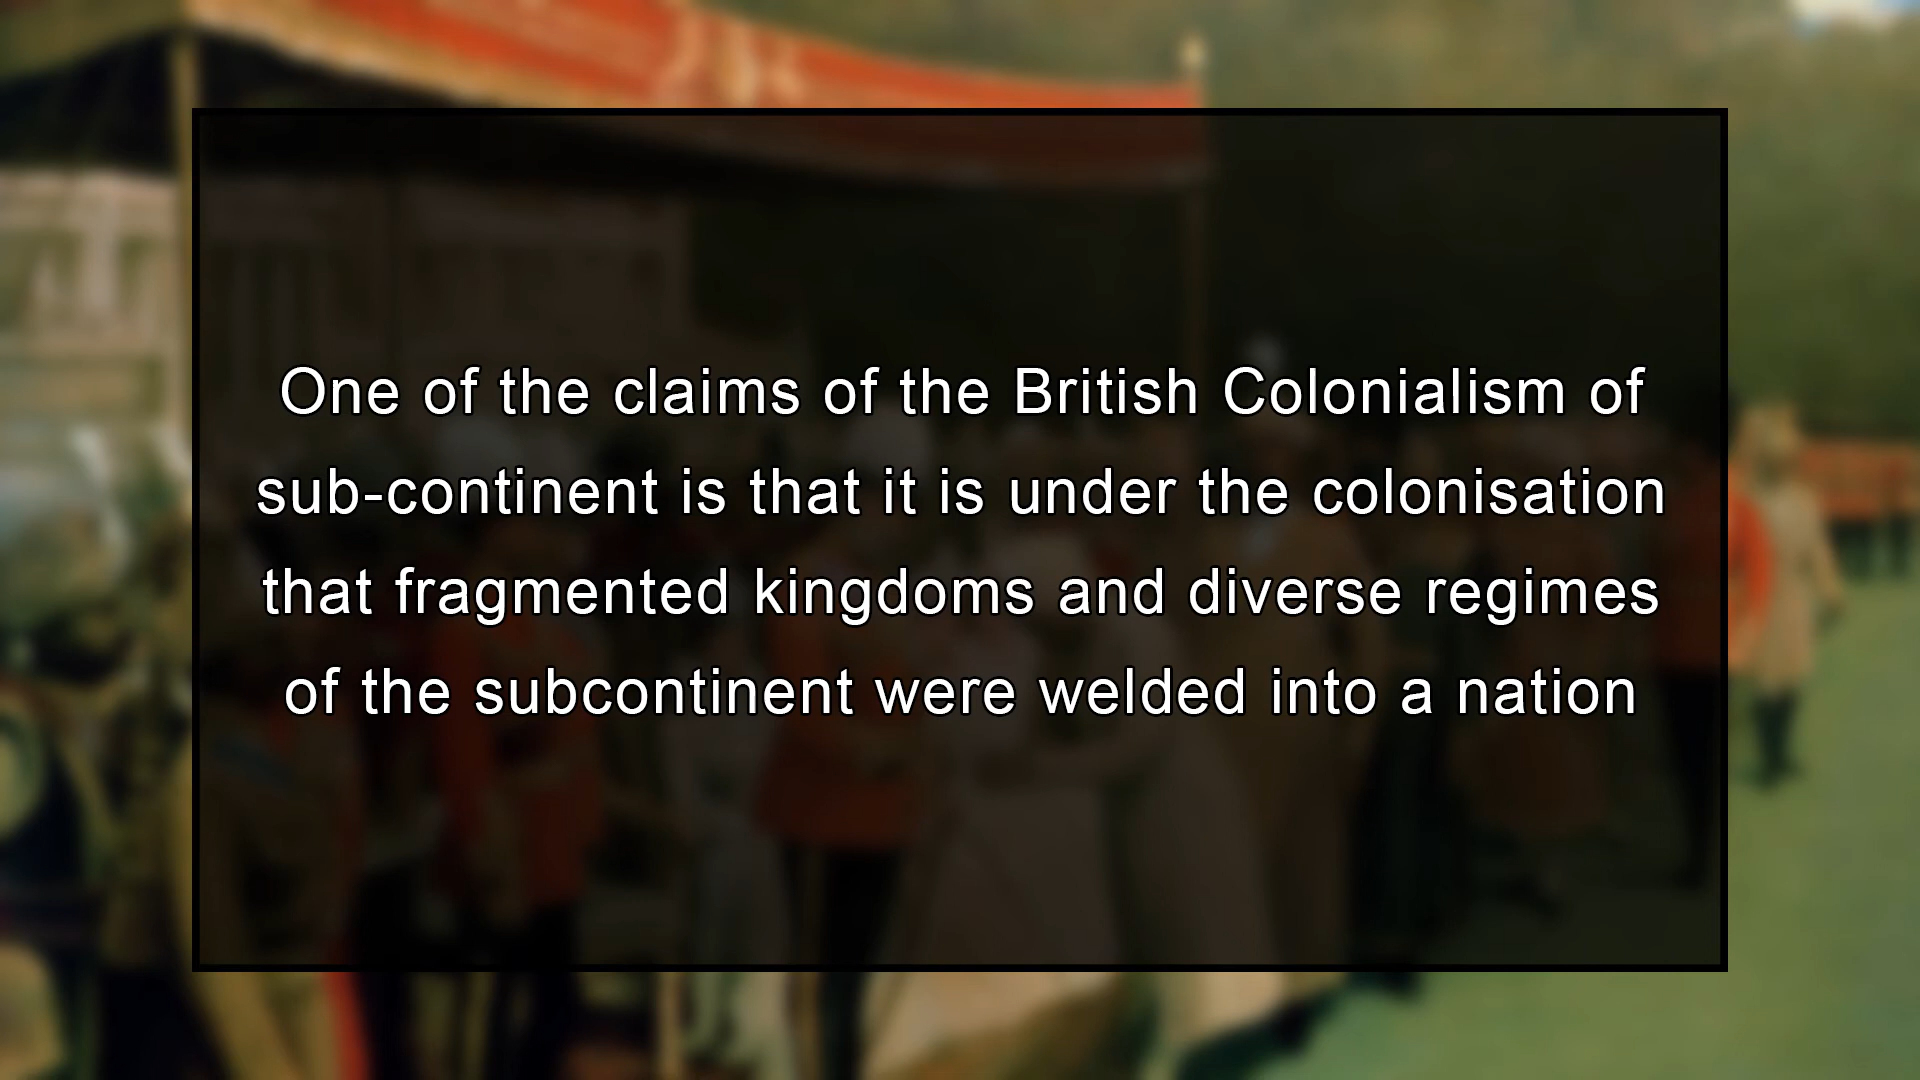 One of the claims of the British Colonialism of
sub-continent is that it is under the colonisation
that fragmented kingdoms and diverse regimes
of the subcontinent were welded into a nation